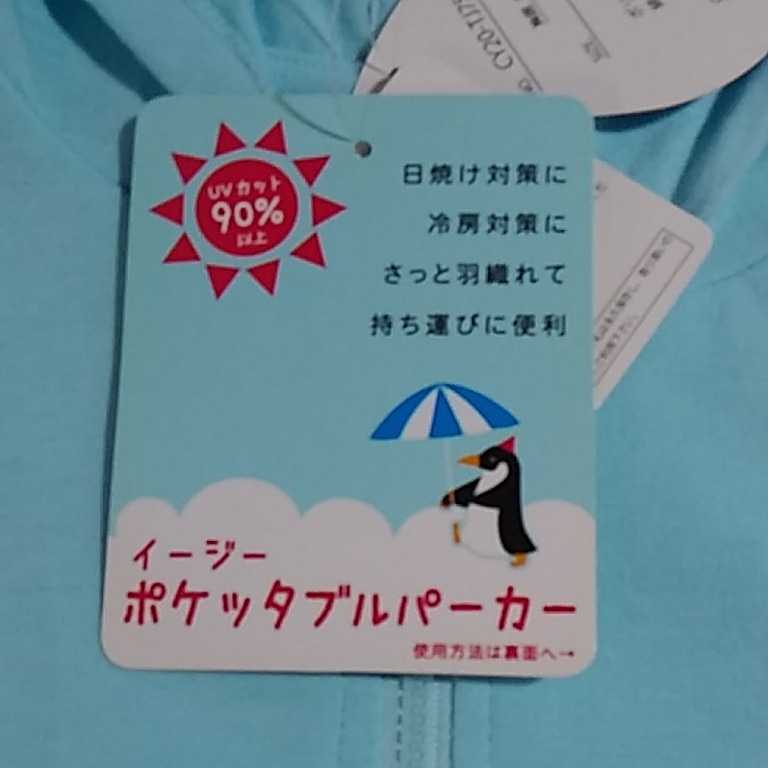 UVカット
90%
以上
日焼け対策に
冷房対策に
さっと羽織れて
持ち運びに便利
イージー
ポケッタブルパーカー
使用方法は裏面へ→